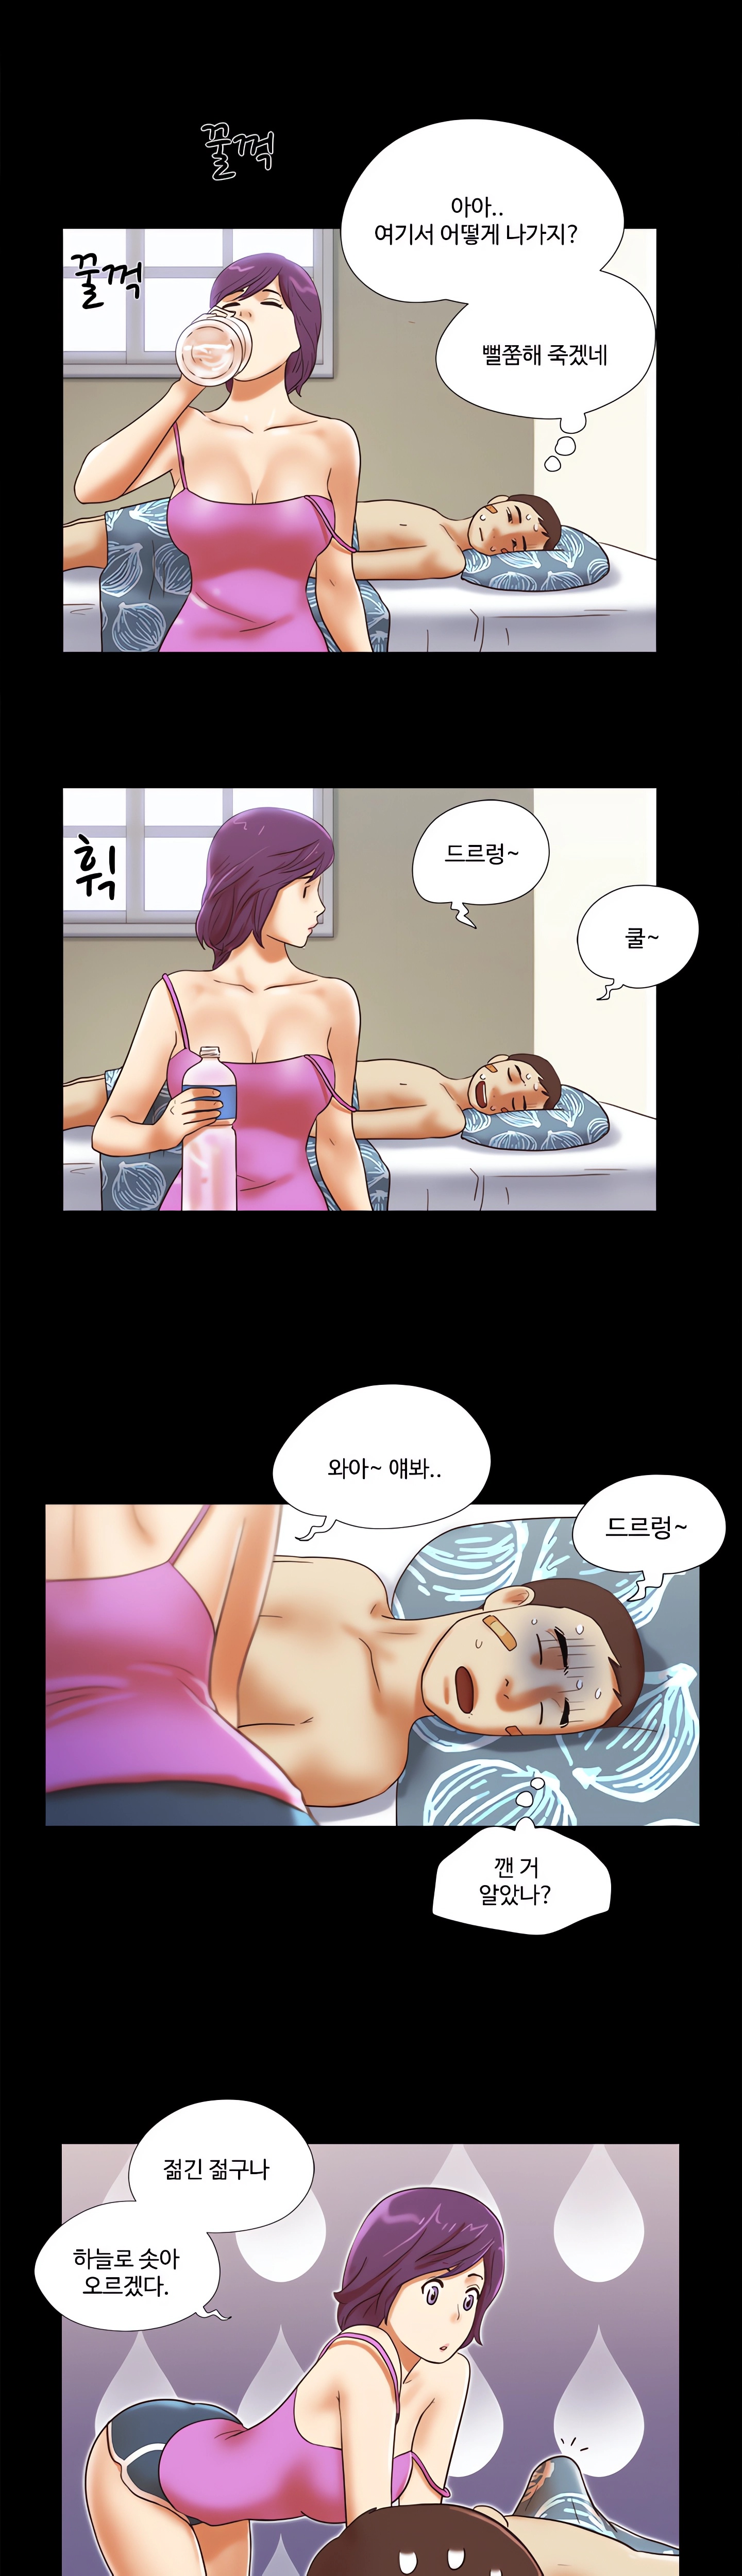 꿀꺽
아아..
여기서 어떻게 나가지?
꿀꺽
뻘쭘해 죽겠네
휙
드르렁~
쿨~
와아~ 얘봐..
드르렁~
깬 거
알았나?
젊긴 젊구나
하늘로 솟아
오르겠다.